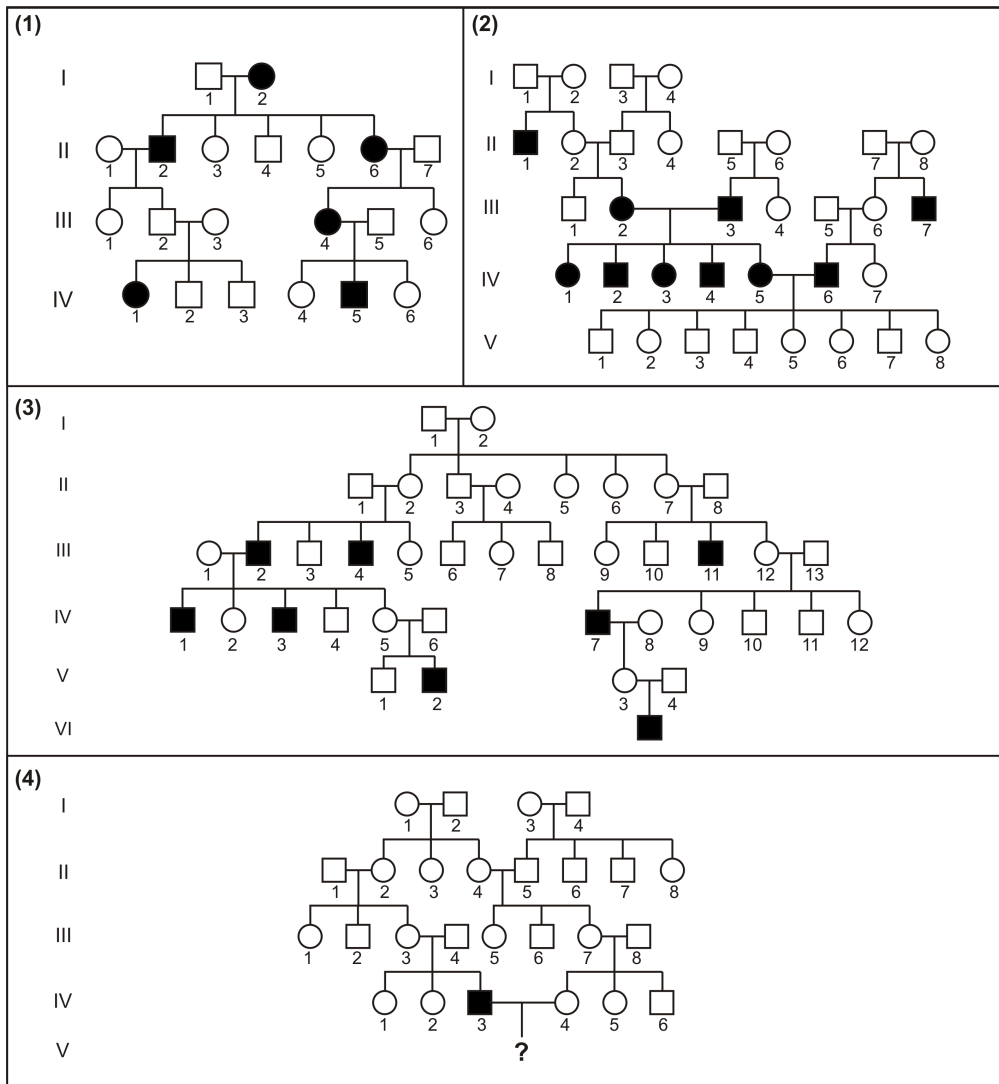 (1)
I
1 2
II
1 2 3 4 5 6 7
III
1 2 3 4 5 6
IV
1 2 3 4 5 6
(2)
I
1 2 3 4
II
1 2 3 4 5 6 7 8
III
1 2 3 4 5 6 7
IV
1 2 3 4 5 6 7
V
1 2 3 4 5 6 7 8
(3)
I
1 2
II
1 2 3 4 5 6 7 8
III
1 2 3 4 5 6 7 8 9 10 11 12 13
IV
1 2 3 4 5 6 7 8 9 10 11 12
V
1 2 3 4
VI
(4)
I
1 2 3 4
II
1 2 3 4 5 6 7 8
III
1 2 3 4 5 6 7 8
IV
1 2 3 4 5 6
V
?